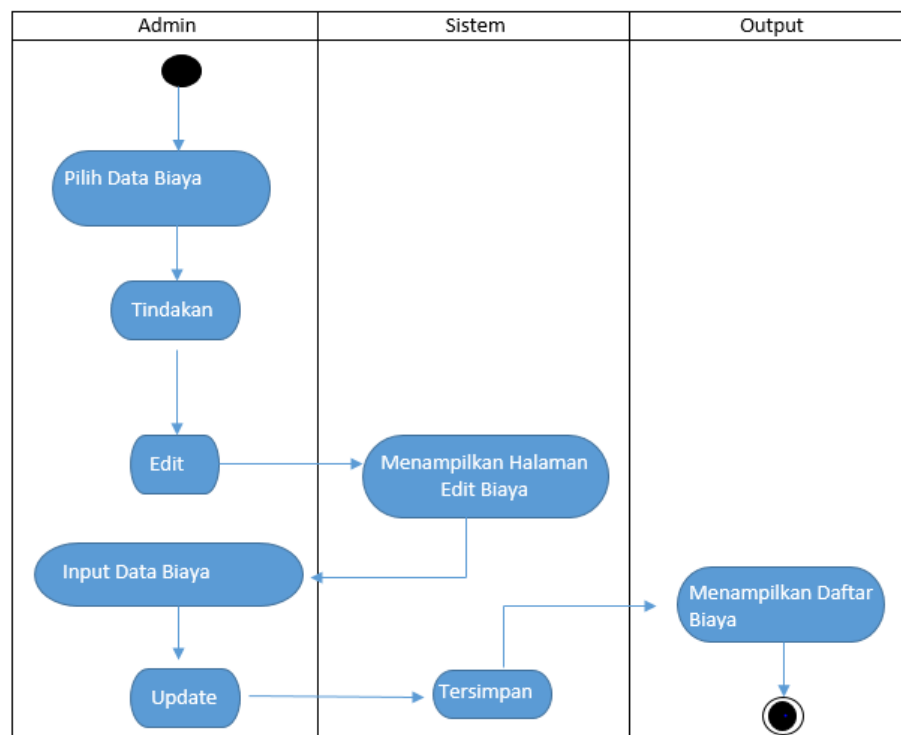 Admin
Sistem
Output
Pilih Data Biaya
Tindakan
Edit
Menampilkan Halaman
Edit Biaya
Input Data Biaya
Update
Tersimpan
Menampilkan Daftar
Biaya